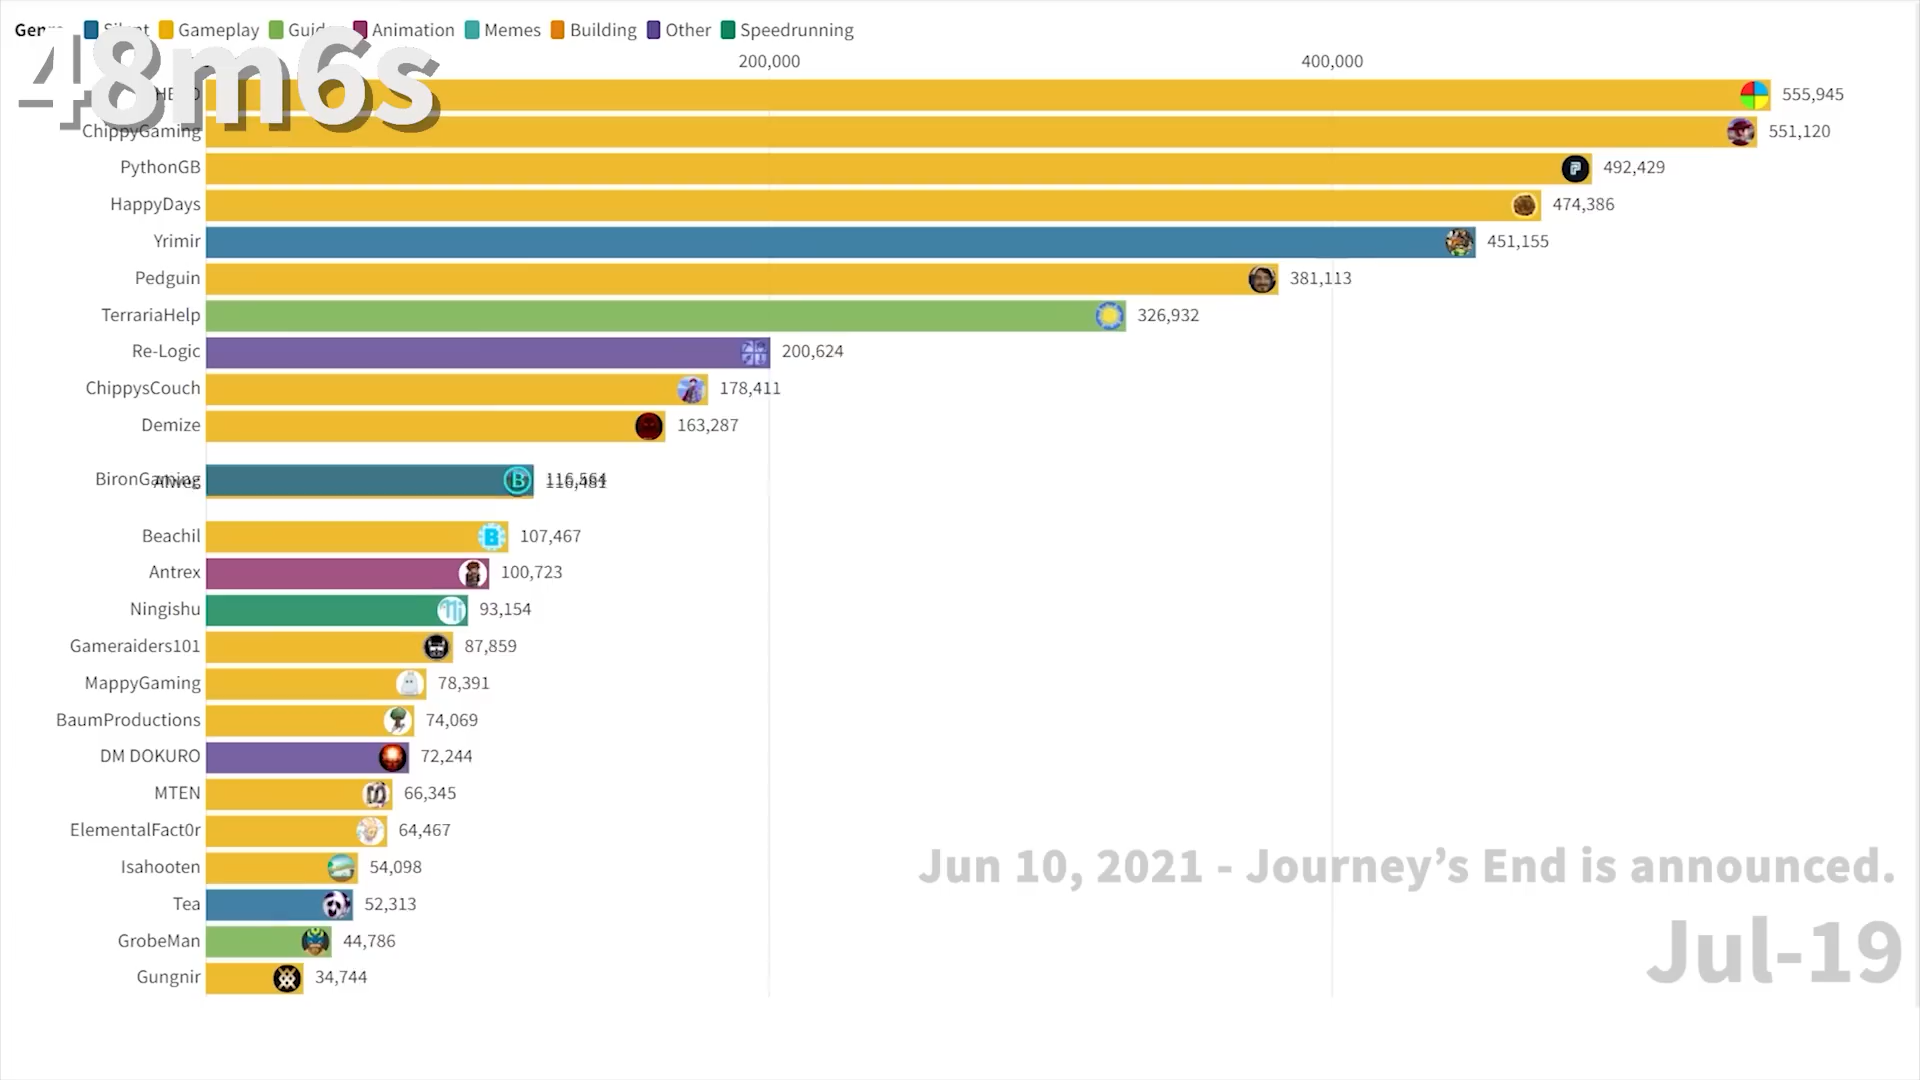 Gameplay Animation Memes Building Other Speedrunning
48m6s
200,000 400,000
555,945
ChippyGaming 551,120
PythonGB 492,429
HappyDays 474,386
Yrimir 451,155
Pedguin 381,113
TerrariaHelp 326,932
Re-Logic 200,624
ChippysCouch 178,411
Demize 163,287
BironGaming
Beachil 107,467
Antrex 100,723
Ningishu 93,154
Gameraiders101 87,859
MappyGaming 78,391
BaumProductions 74,069
DM DOKURO 72,244
MTEN 66,345
ElementalFact0r 64,467
Isahooten 54,098
Tea 52,313
GrobeMan 44,786
Gungnir 34,744
Jun 10, 2021 - Journey’s End is announced.
Jul-19